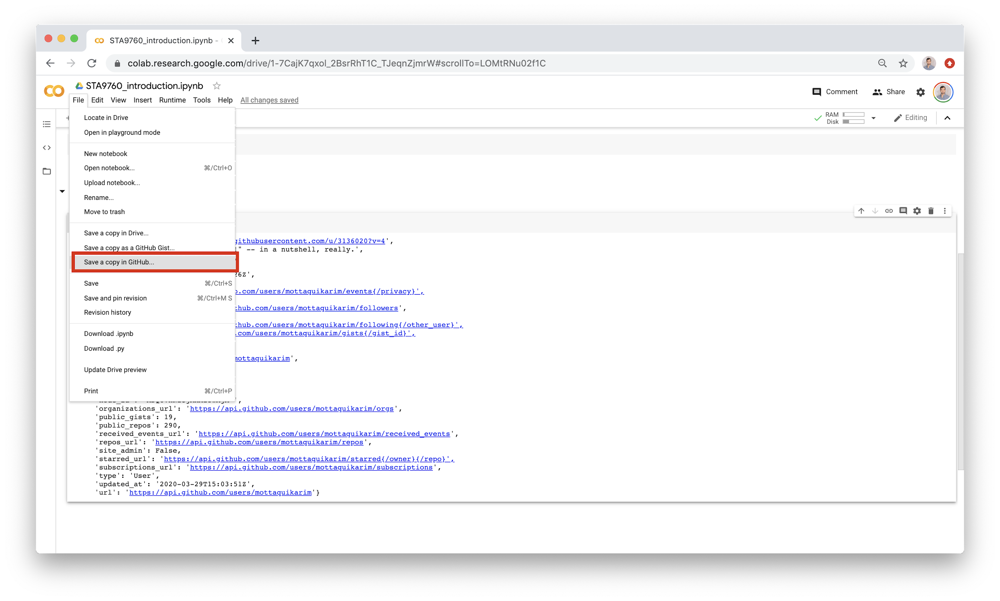 STA9760_introduction.ipynb -
colab.research.google.com/drive/1-7CajK7qxol_2BsrRhT1C_TJeqnZjmrW#scrollTo=LOMtRNu02f1C
STA9760_introduction.ipynb
Comment Share
File Edit View Insert Runtime Tools Help All changes saved
RAM
Disk
Editing
Locate in Drive
Open in playground mode
New notebook
Open notebook... ⌘/Ctrl+O
Upload notebook...
Rename...
Move to trash
Save a copy in Drive...
Save a copy as a GitHub Gist...
Save a copy in GitHub...
Save ⌘/Ctrl+S
Save and pin revision ⌘/Ctrl+M S
Revision history
Download .ipynb
Download .py
Update Drive preview
Print ⌘/Ctrl+P
githubusercontent.com/u/3136020?v=4',
" -- in a nutshell, really.',
26Z',
.com/users/mottaquikarim/events{/privacy}',
hub.com/users/mottaquikarim/followers',
hub.com/users/mottaquikarim/following{/other_user}',
.com/users/mottaquikarim/gists{/gist_id}',
mottaquikarim',
'organizations_url': 'https://api.github.com/users/mottaquikarim/orgs',
'public_gists': 19,
'public_repos': 290,
'received_events_url': 'https://api.github.com/users/mottaquikarim/received_events',
'repos_url': 'https://api.github.com/users/mottaquikarim/repos',
'site_admin': False,
'starred_url': 'https://api.github.com/users/mottaquikarim/starred{/owner}{/repo}',
'subscriptions_url': 'https://api.github.com/users/mottaquikarim/subscriptions',
'type': 'User',
'updated_at': '2020-03-29T15:03:51Z',
'url': 'https://api.github.com/users/mottaquikarim'}